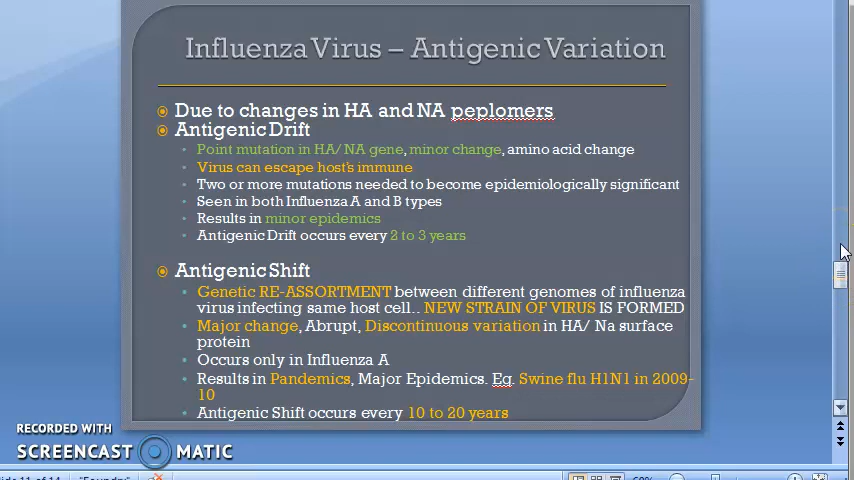 Influenza Virus – Antigenic Variation
Due to changes in HA and NA peplomers
Antigenic Drift
Point mutation in HA/ NA gene, minor change, amino acid change
Virus can escape host's immune
Two or more mutations needed to become epidemiologically significant
Seen in both Influenza A and B types
Results in minor epidemics
Antigenic Drift occurs every 2 to 3 years
Antigenic Shift
Genetic RE-ASSORTMENT between different genomes of influenza
virus infecting same host cell.. NEW STRAIN OF VIRUS IS FORMED
Major change, Abrupt, Discontinuous variation in HA/ Na surface
protein
Occurs only in Influenza A
Results in Pandemics, Major Epidemics. Eg. Swine flu H1N1 in 2009-
10
Antigenic Shift occurs every 10 to 20 years
RECORDED WITH
SCREENCAST MATIC
11 of 14 "Foundry"